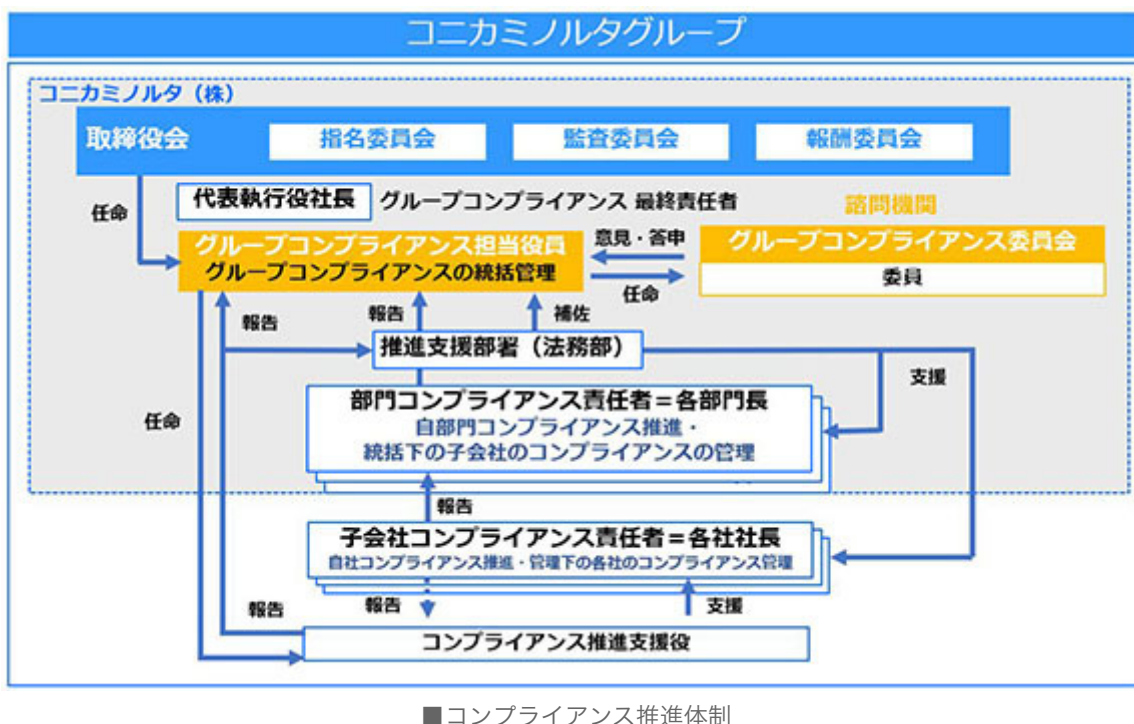 コニカミノルタグループ
コニカミノルタ（株）
取締役会
指名委員会
監査委員会
報酬委員会
任命
代表執行役社長
グループコンプライアンス 最終責任者
諮問機関
グループコンプライアンス担当役員
グループコンプライアンスの統括管理
意見・答申
任命
グループコンプライアンス委員会
委員
報告
報告
補佐
推進支援部署（法務部）
支援
任命
部門コンプライアンス責任者＝各部門長
自部門コンプライアンス推進・
統括下の子会社のコンプライアンスの管理
報告
子会社コンプライアンス責任者＝各社社長
自社コンプライアンス推進・管理下の各社のコンプライアンス管理
報告
報告
支援
コンプライアンス推進支援役
■コンプライアンス推進体制